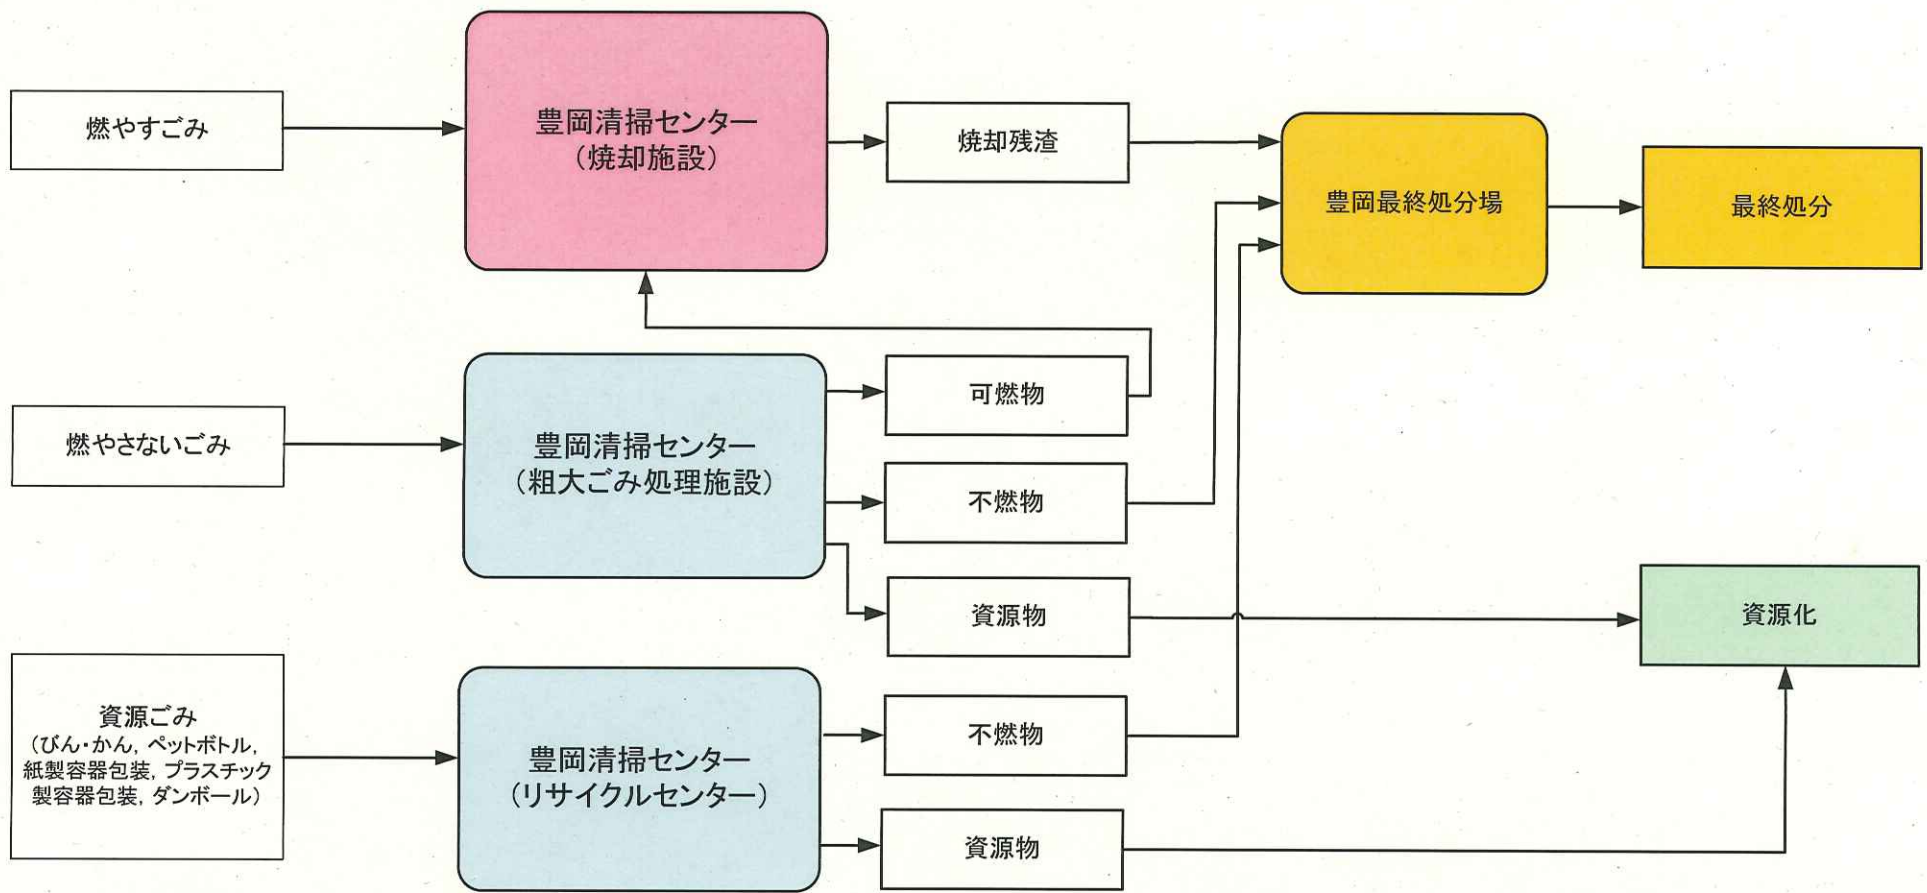 燃やすごみ
豊岡清掃センター
（焼却施設）
焼却残渣
豊岡最終処分場
最終処分
燃やさないごみ
豊岡清掃センター
（粗大ごみ処理施設）
可燃物
不燃物
資源物
資源化
資源ごみ
（びん・かん, ペットボトル,
紙製容器包装, プラスチック
製容器包装, ダンボール）
豊岡清掃センター
（リサイクルセンター）
不燃物
資源物